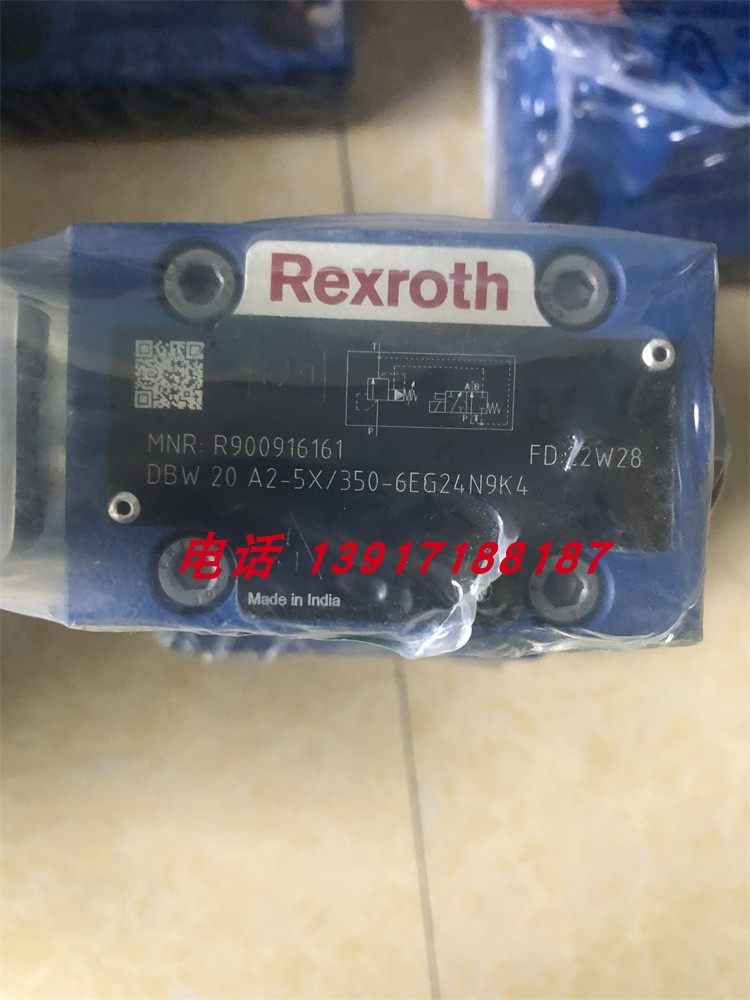 Rexroth
T
A B
P
P
MNR: R900916161
FD:22W28
DBW 20 A2-5X/350-6EG24N9K4
电话 13917188187
Made in India